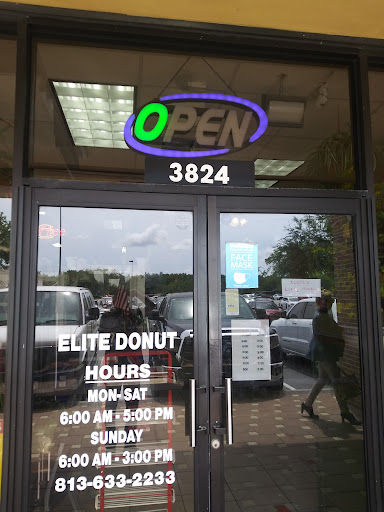 OPEN
3824
FACE
MASK
ELITE DONUT
HOURS
MON- SAT
6:00 AM - 5:00 PM
SUNDAY
6:00 AM - 3:00 PM
813-633-2233